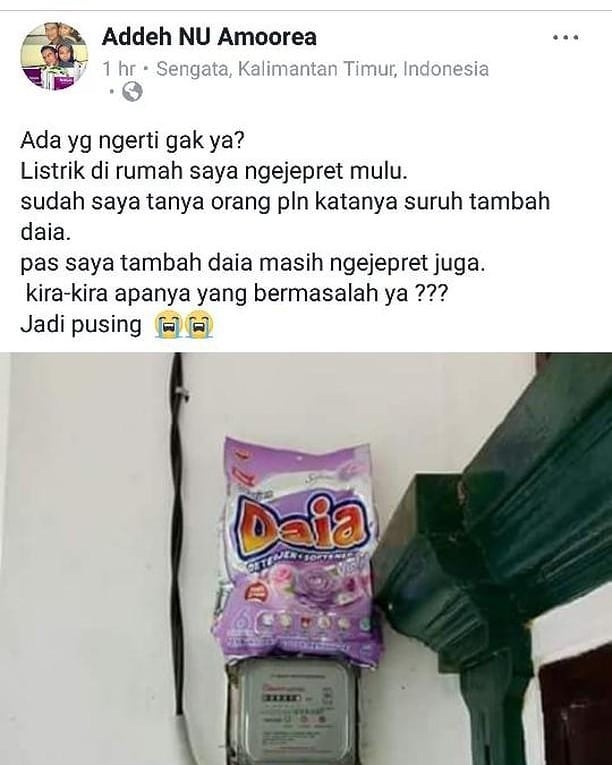 Addeh NU Amoorea
1 hr • Sengata, Kalimantan Timur, Indonesia
Ada yg ngerti gak ya?
Listrik di rumah saya ngejepret mulu.
sudah saya tanya orang pln katanya suruh tambah
daia.
pas saya tambah daia masih ngejepret juga.
kira-kira apanya yang bermasalah ya ???
Jadi pusing 😭😭
Daia
DETERJEN+SOFTENER